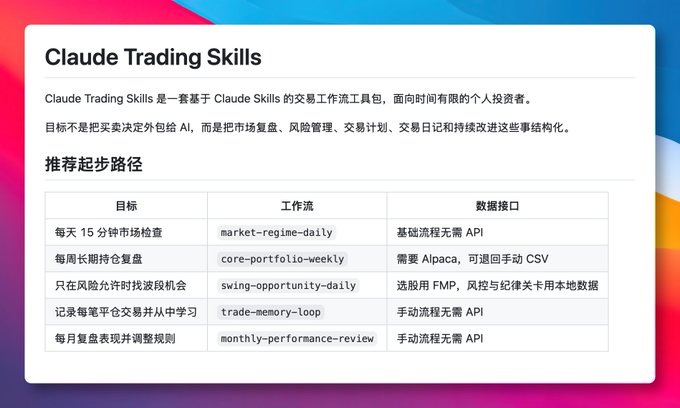 Claude Trading Skills
Claude Trading Skills 是一套基于 Claude Skills 的交易工作流工具包，面向时间有限的个人投资者。
目标不是把买卖决定外包给 AI，而是把市场复盘、风险管理、交易计划、交易日记和持续改进这些事结构化。
推荐起步路径
目标 工作流 数据接口
每天 15 分钟市场检查 market-regime-daily 基础流程无需 API
每周长期持仓复盘 core-portfolio-weekly 需要 Alpaca，可退回手动 CSV
只在风险允许时找波段机会 swing-opportunity-daily 选股用 FMP，风控与纪律关卡用本地数据
记录每笔平仓交易并从中学习 trade-memory-loop 手动流程无需 API
每月复盘表现并调整规则 monthly-performance-review 手动流程无需 API